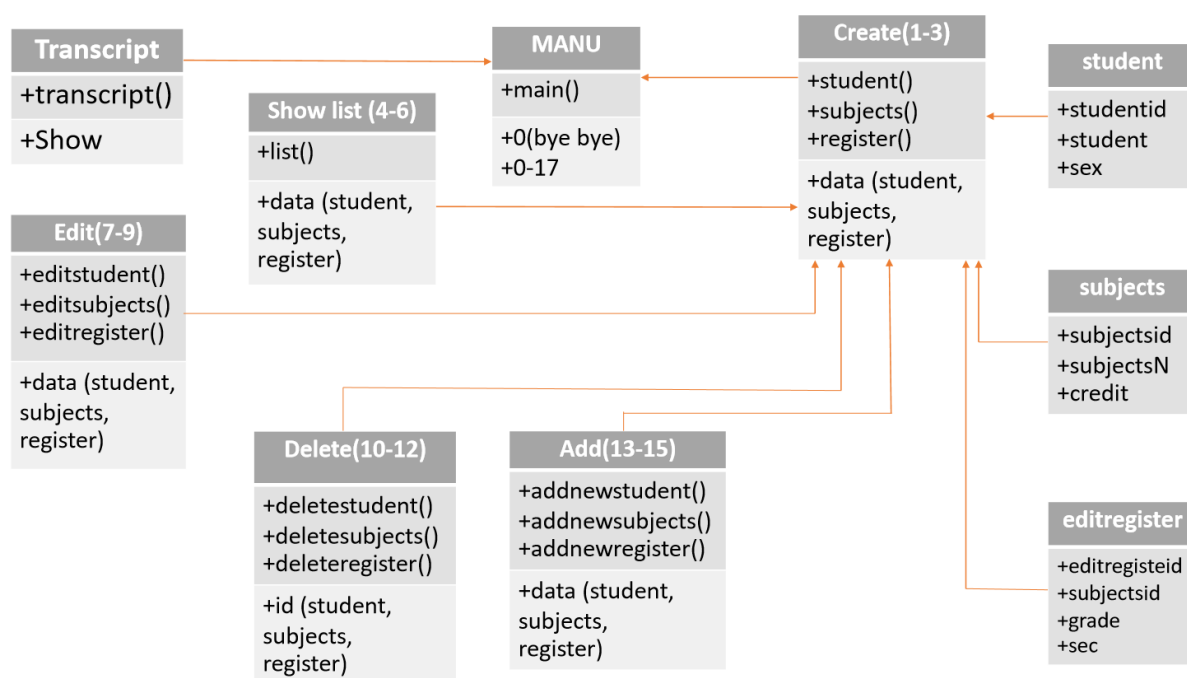 Transcript
+transcript()
+Show
MANU
+main()
+0(bye bye)
+0-17
Create(1-3)
+student()
+subjects()
+register()
+data (student,
subjects,
register)
student
+studentid
+student
+sex
Show list (4-6)
+list()
+data (student,
subjects,
register)
Edit(7-9)
+editstudent()
+editsubjects()
+editregister()
+data (student,
subjects,
register)
subjects
+subjectsid
+subjectsN
+credit
Delete(10-12)
+deletestudent()
+deletesubjects()
+deleteregister()
+id (student,
subjects,
register)
Add(13-15)
+addnewstudent()
+addnewsubjects()
+addnewregister()
+data (student,
subjects,
register)
editregister
+editregisteid
+subjectsid
+grade
+sec